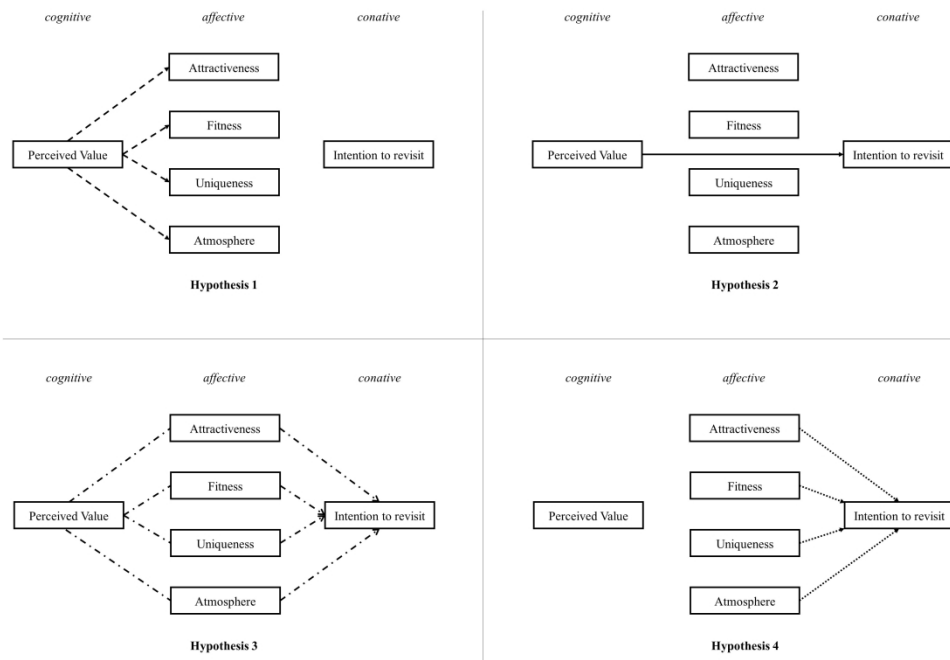 cognitive affective conative
Attractiveness
Fitness
Perceived Value Intention to revisit
Uniqueness
Atmosphere
Hypothesis 1
cognitive affective conative
Attractiveness
Fitness
Perceived Value Intention to revisit
Uniqueness
Atmosphere
Hypothesis 2
cognitive affective conative
Attractiveness
Fitness
Perceived Value Intention to revisit
Uniqueness
Atmosphere
Hypothesis 3
cognitive affective conative
Attractiveness
Fitness
Perceived Value Intention to revisit
Uniqueness
Atmosphere
Hypothesis 4